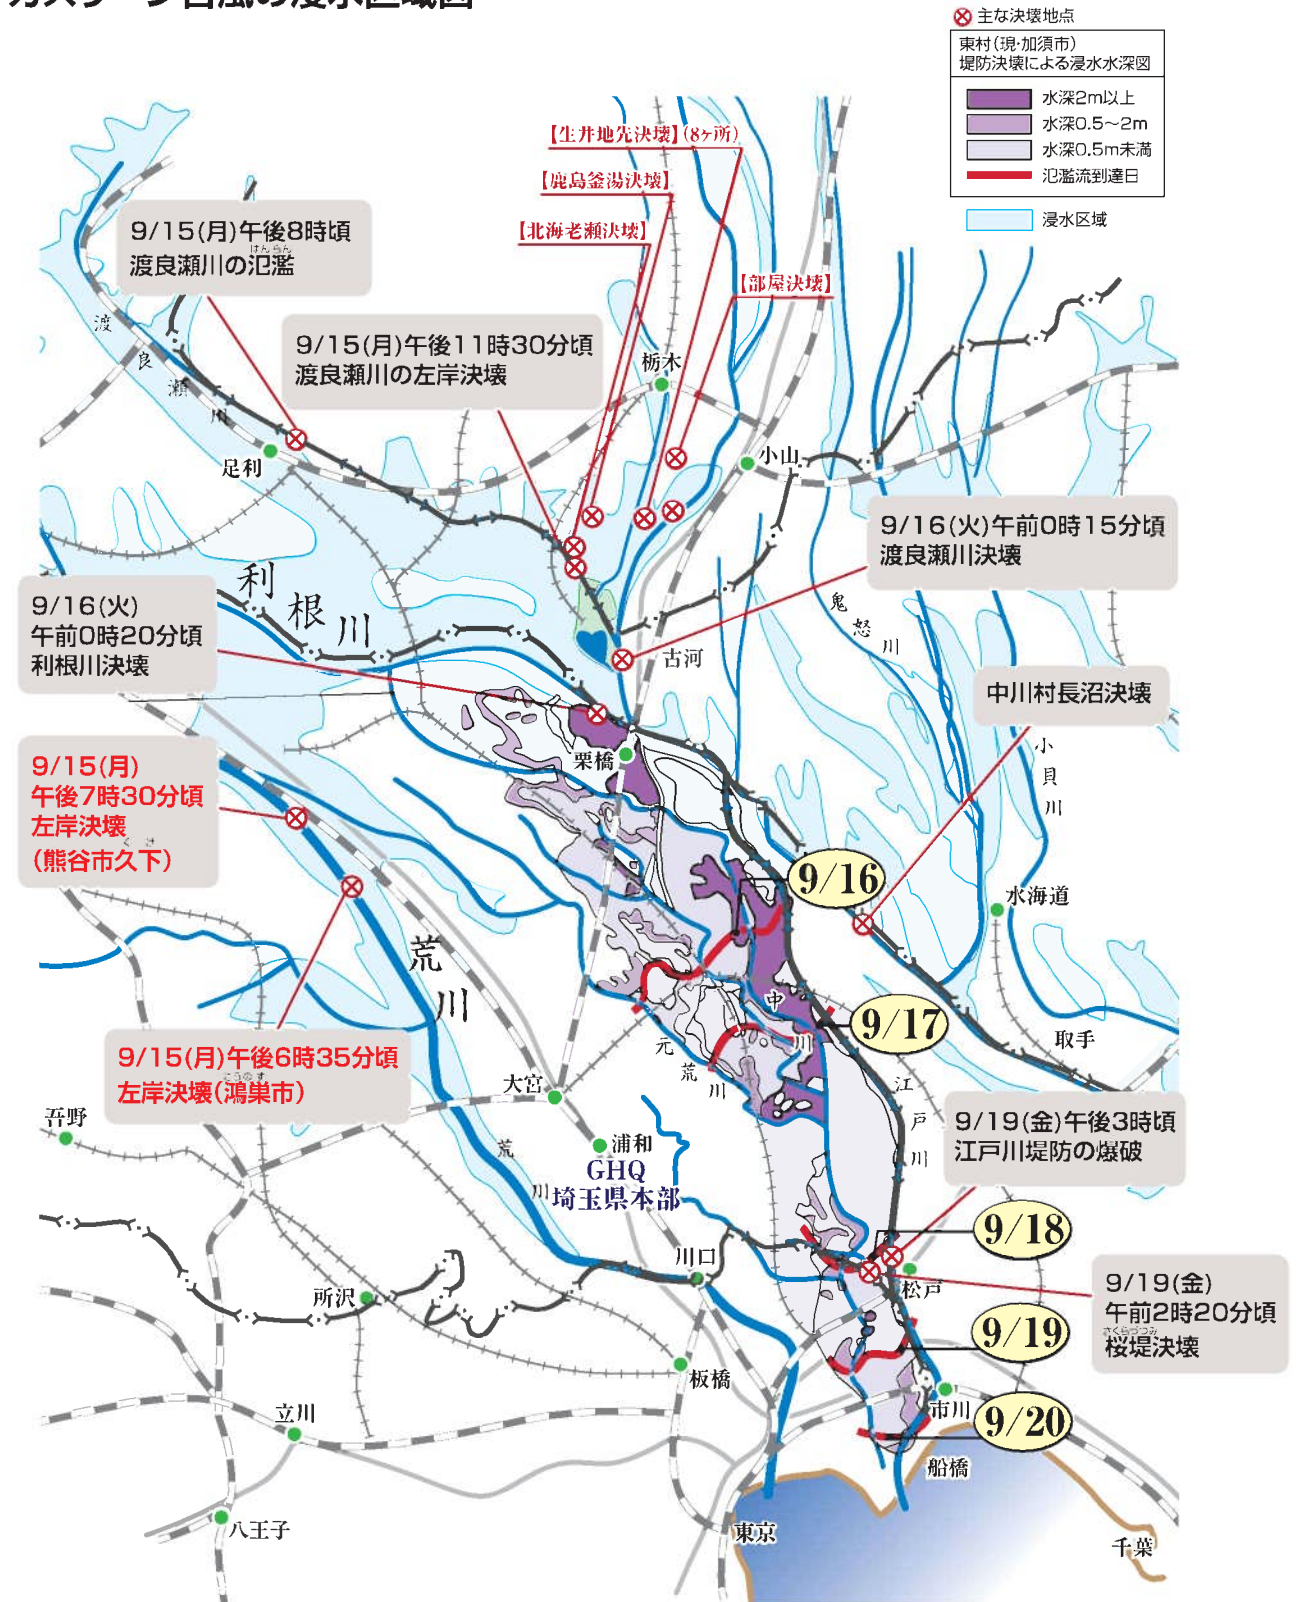 主な決壊地点
東村(現・加須市)
堤防決壊による浸水水深図
水深2m以上
水深0.5～2m
水深0.5m未満
氾濫流到達日
浸水区域
【生井地先決壊】(8ヶ所)
【鹿島釜湯決壊】
【北海老瀬決壊】
【部屋決壊】
9/15(月)午後8時頃
はんらん
渡良瀬川の氾濫
9/15(月)午後11時30分頃
渡良瀬川の左岸決壊
渡良瀬川
栃木
小山
足利
9/16(火)午前0時15分頃
渡良瀬川決壊
利根川
9/16(火)
午前0時20分頃
利根川決壊
鬼怒川
古河
中川村長沼決壊
栗橋
小貝川
9/15(月)
午後7時30分頃
左岸決壊
くげ
(熊谷市久下)
9/16
水海道
荒川
中川
9/17
取手
元荒川
江戸川
9/15(月)午後6時35分頃
こうのす
左岸決壊(鴻巣市)
大宮
吾野
浦和
GHQ
埼玉県本部
荒川
9/19(金)午後3時頃
江戸川堤防の爆破
9/18
川口
松戸
所沢
9/19(金)
午前2時20分頃
さくらづつみ
桜堤決壊
9/19
板橋
市川
立川
9/20
船橋
八王子
東京
千葉